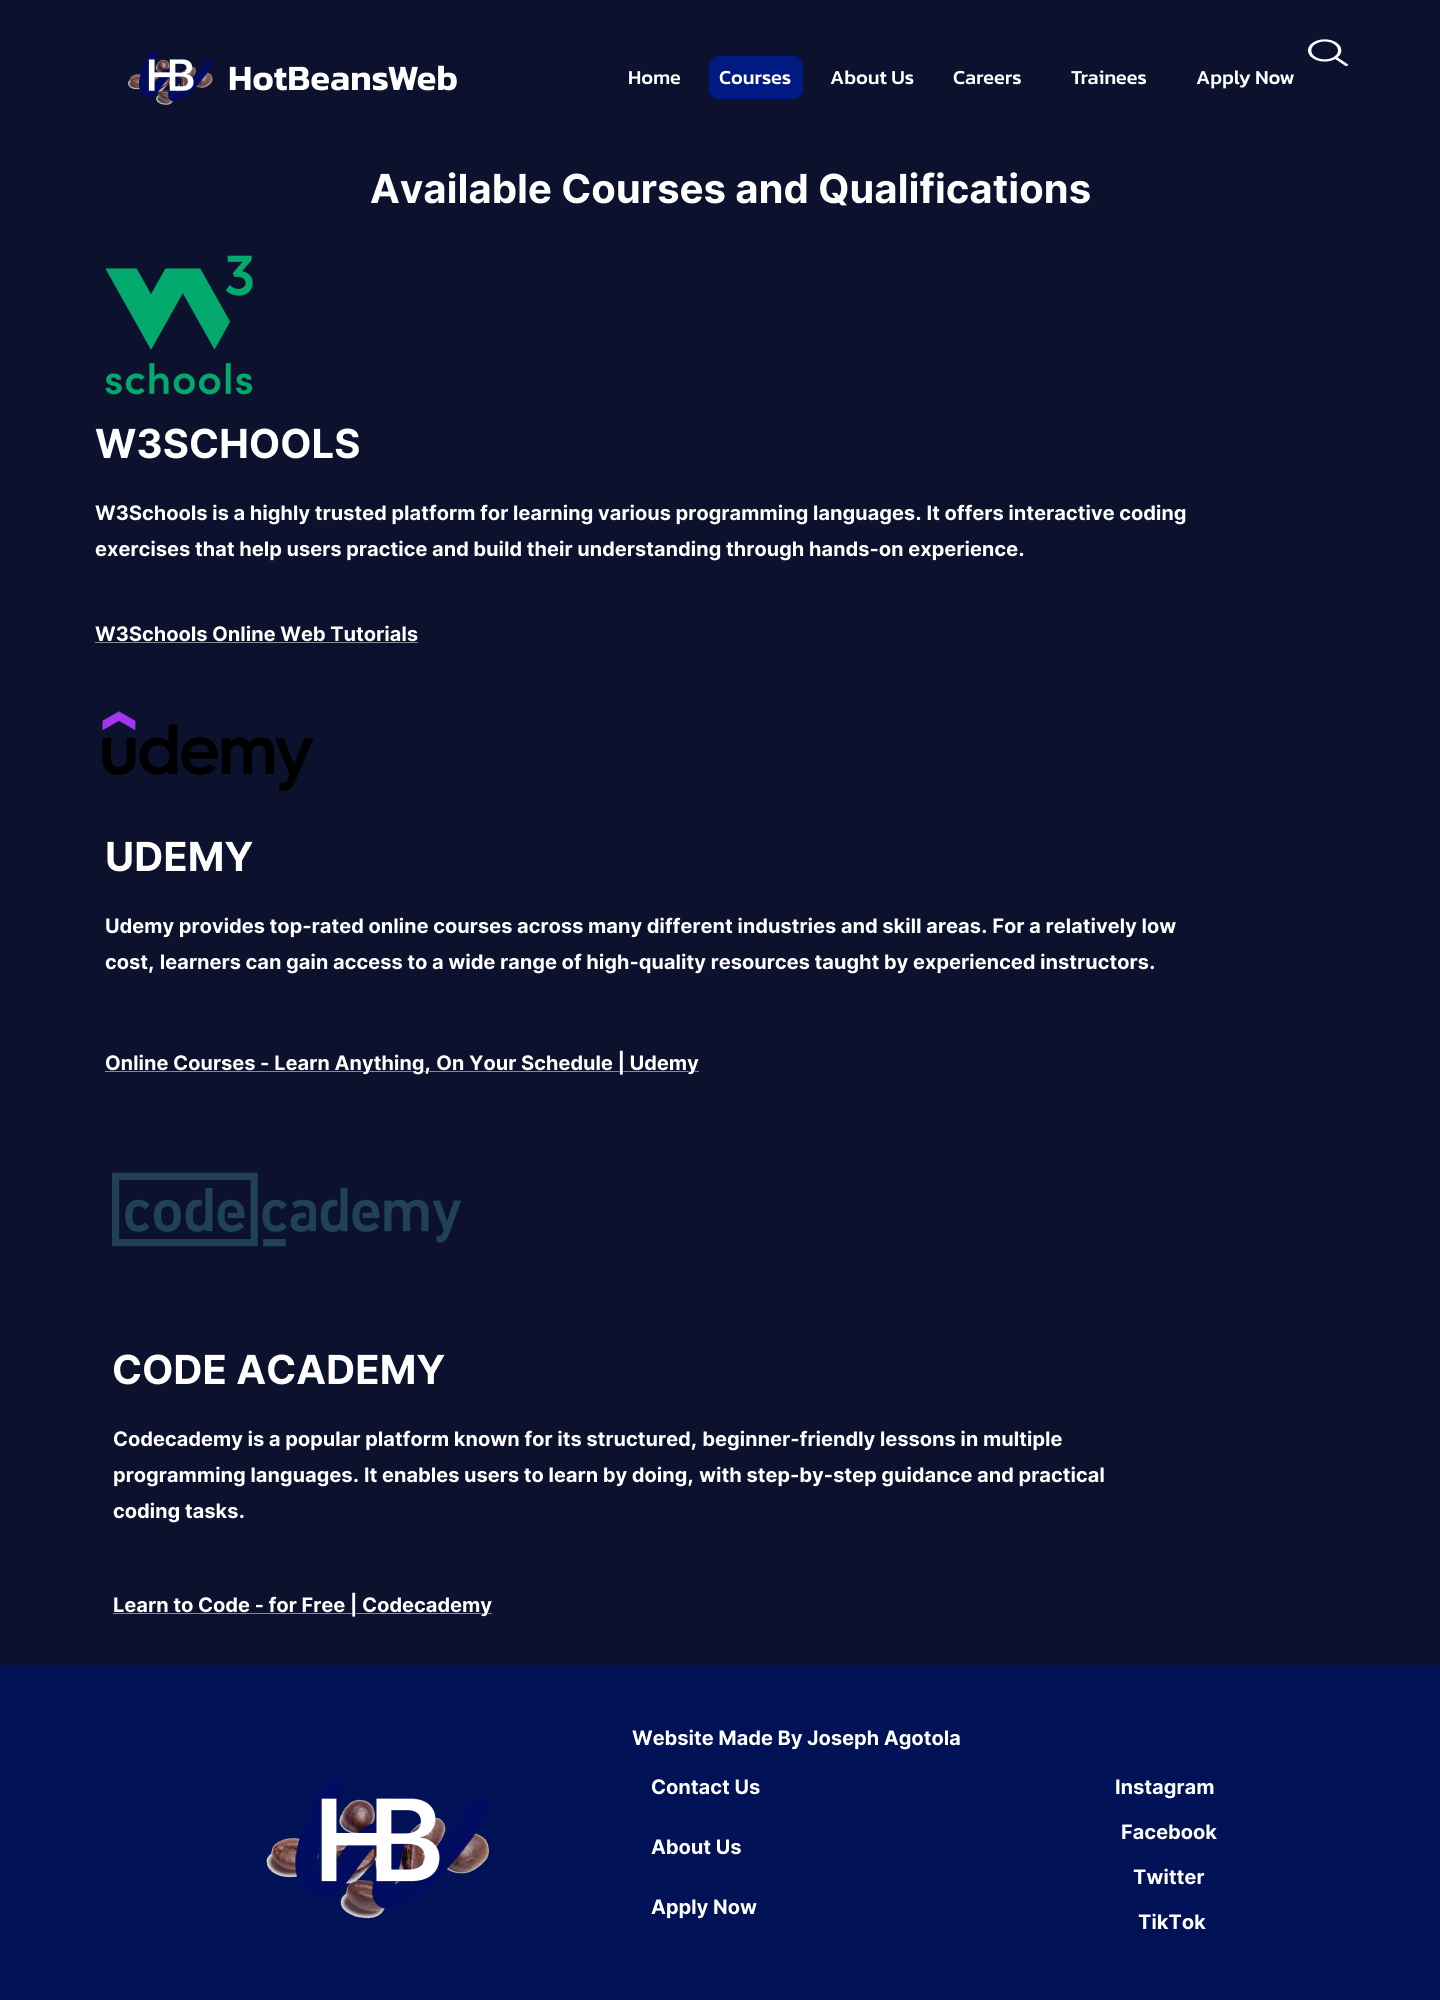 HB HotBeansWeb
Home Courses About Us Careers Trainees Apply Now
Available Courses and Qualifications
W3
schools
W3SCHOOLS
W3Schools is a highly trusted platform for learning various programming languages. It offers interactive coding
exercises that help users practice and build their understanding through hands-on experience.
W3Schools Online Web Tutorials
udemy
UDEMY
Udemy provides top-rated online courses across many different industries and skill areas. For a relatively low
cost, learners can gain access to a wide range of high-quality resources taught by experienced instructors.
Online Courses - Learn Anything, On Your Schedule | Udemy
codecademy
CODE ACADEMY
Codecademy is a popular platform known for its structured, beginner-friendly lessons in multiple
programming languages. It enables users to learn by doing, with step-by-step guidance and practical
coding tasks.
Learn to Code - for Free | Codecademy
HB
Website Made By Joseph Agotola
Contact Us
About Us
Apply Now
Instagram
Facebook
Twitter
TikTok